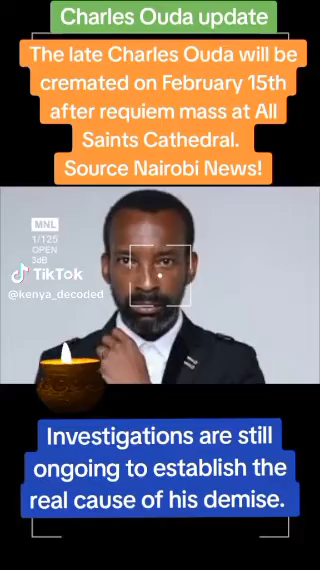 Charles Ouda update
The late Charles Ouda will be
cremated on February 15th
after requiem mass at All
Saints Cathedral.
Source Nairobi News!
MNL
1/125
OPEN
3dB
TikTok
@kenya_decoded
Investigations are still
ongoing to establish the
real cause of his demise.